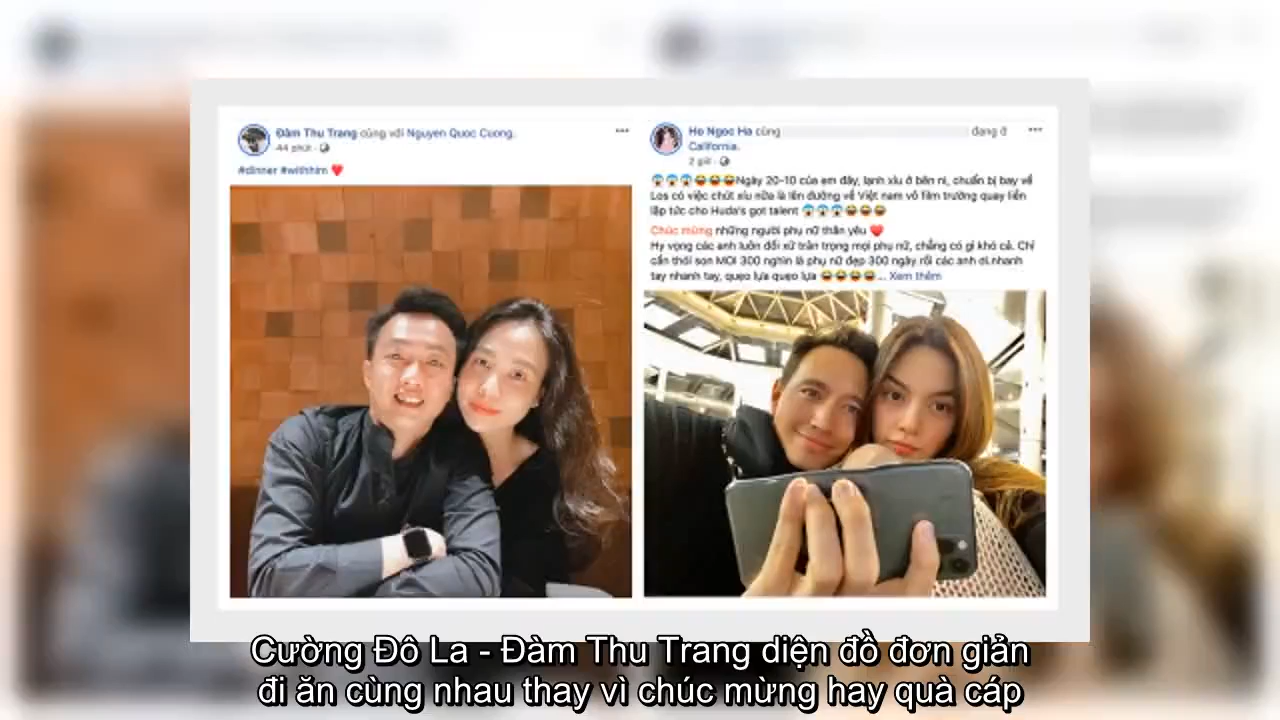 Đàm Thu Trang cùng với Nguyen Quoc Cuong.
44 phút ·
#dinner #withhim ❤️
Ho Ngoc Ha cùng đang ở
California.
2 giờ ·
😱😱😱😂😂😂Ngày 20-10 của em đây, lạnh xỉu ở bên ni, chuẩn bị bay về
Los có việc chút xíu nữa là lên đường về Việt nam vô film trường quay liền
lập tức cho Huda's got talent 😱😱😱😂😂😂
Chúc mừng những người phụ nữ thân yêu ❤️
Hy vọng các anh luôn đối xử trân trọng mọi phụ nữ, chẳng có gì khó cả. Chỉ
cần thỏi son MOI 300 nghìn là phụ nữ đẹp 300 ngày rồi các anh ơi.nhanh
tay nhanh tay, quẹo lựa quẹo lựa 😂😂😂😂... Xem thêm
Cường Đô La - Đàm Thu Trang diện đồ đơn giản
đi ăn cùng nhau thay vì chúc mừng hay quà cáp